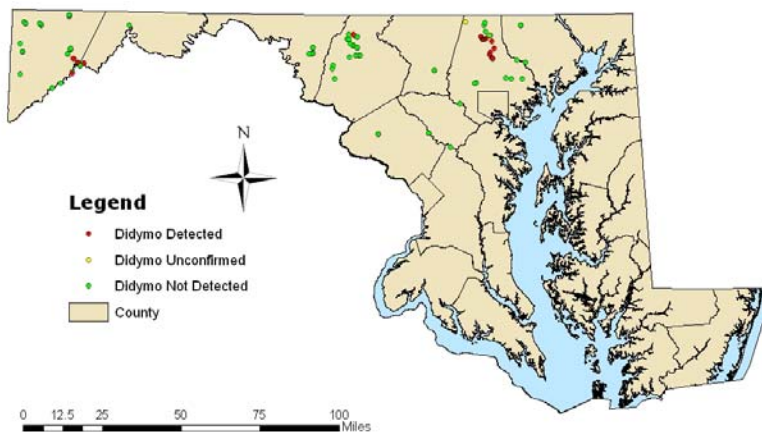 N
Legend
Didymo Detected
Didymo Unconfirmed
Didymo Not Detected
County
0 12.5 25 50 75 100
Miles